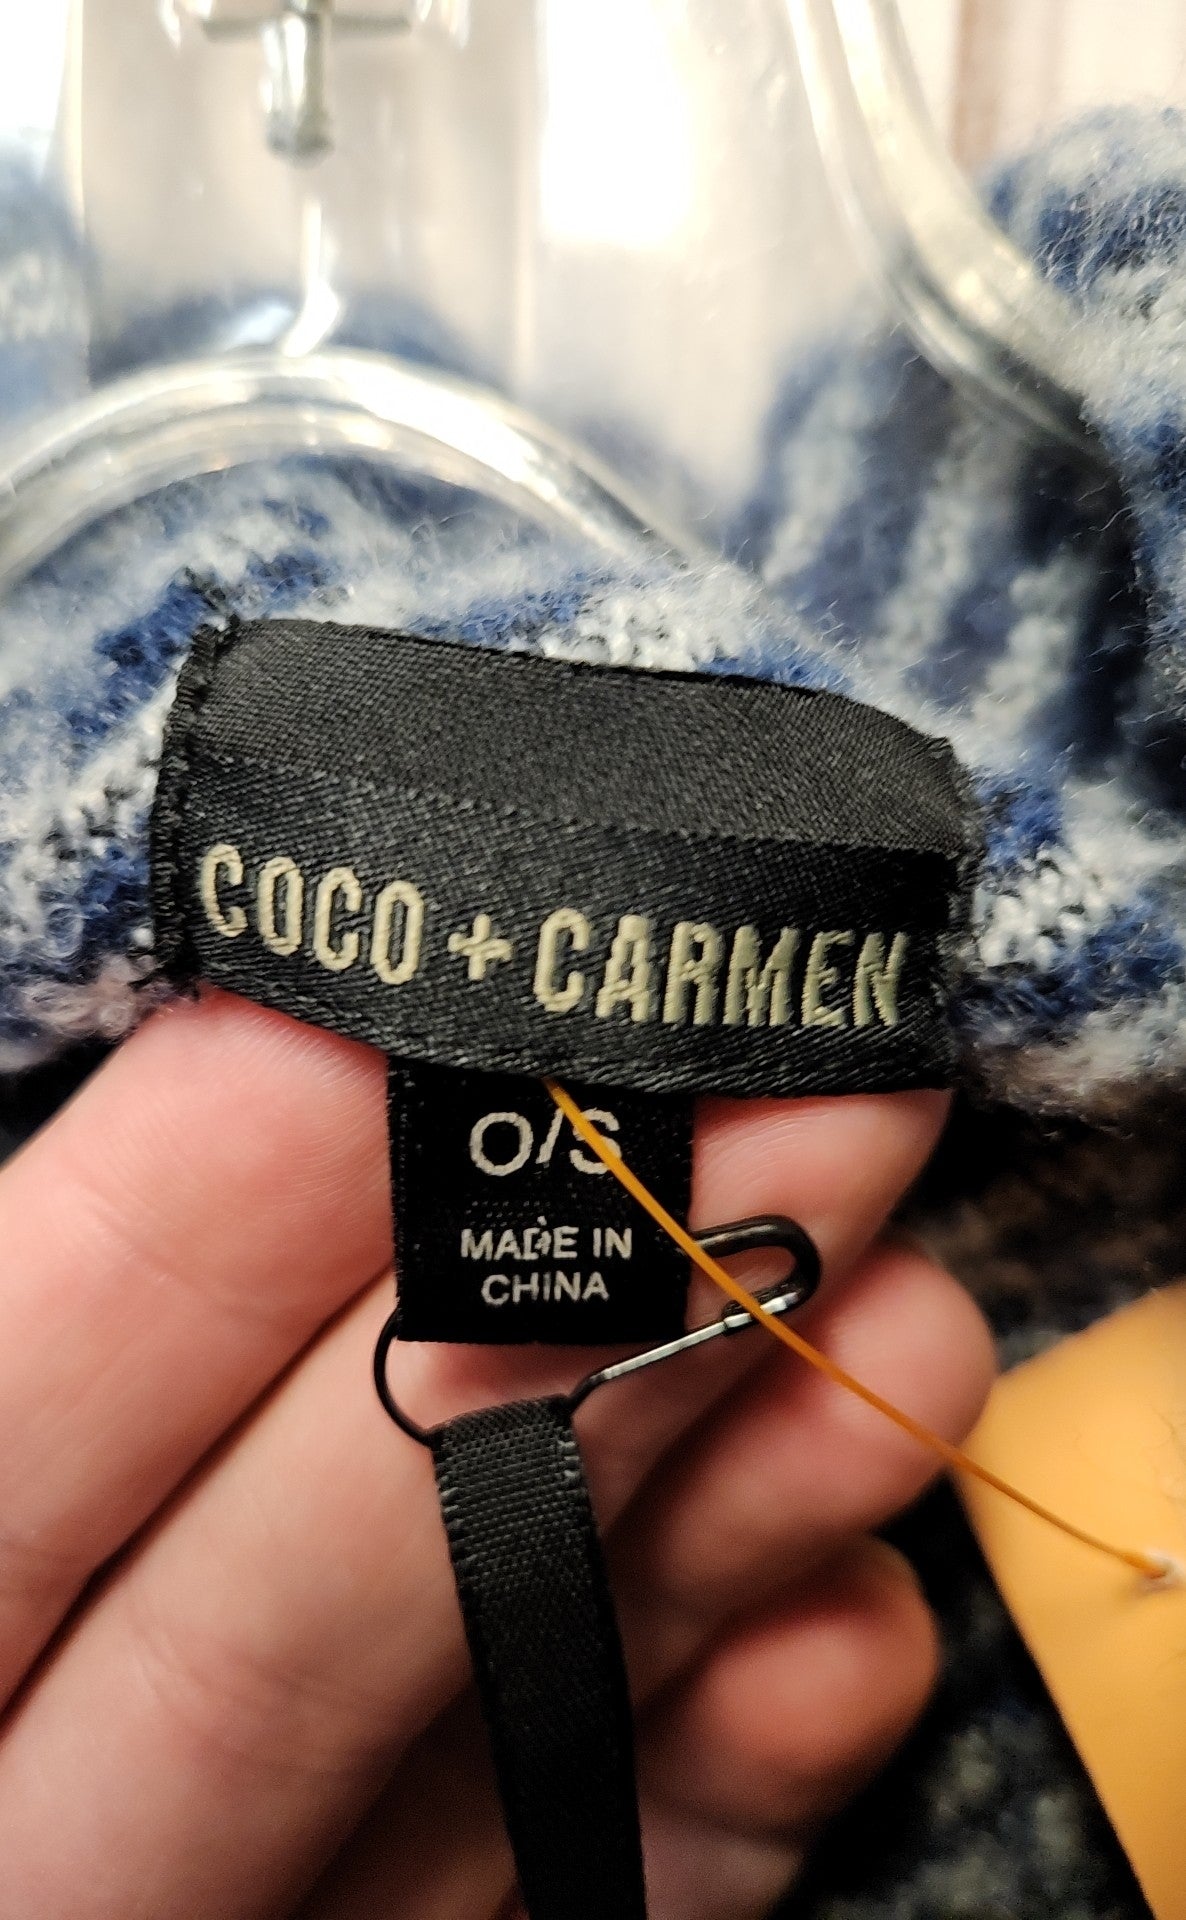 COCO + CARMEN
O/S
MADE IN
CHINA